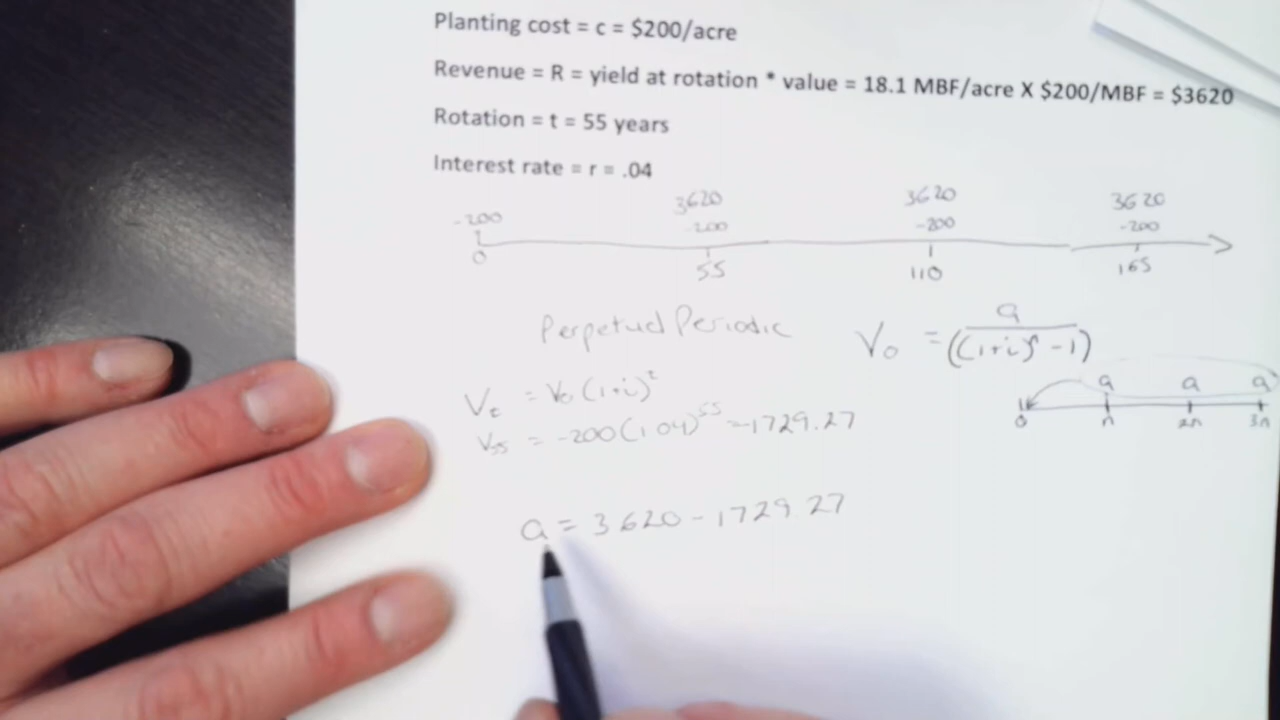 Planting cost = c = $200/acre
Revenue = R = yield at rotation * value = 18.1 MBF/acre X $200/MBF = $3620
Rotation = t = 55 years
Interest rate = r = .04
-200 3620 3620 3620
-200 -200 -200
0 55 110 165
Perpetual Periodic V₀ = a / ((1+i)ᵗ - 1)
Vt = V₀ (1+i)ᵗ
a a a
0 n 2n 3n
V55 = -200(1.04)⁵⁵ = -1729.27
a = 3620 - 1729.27